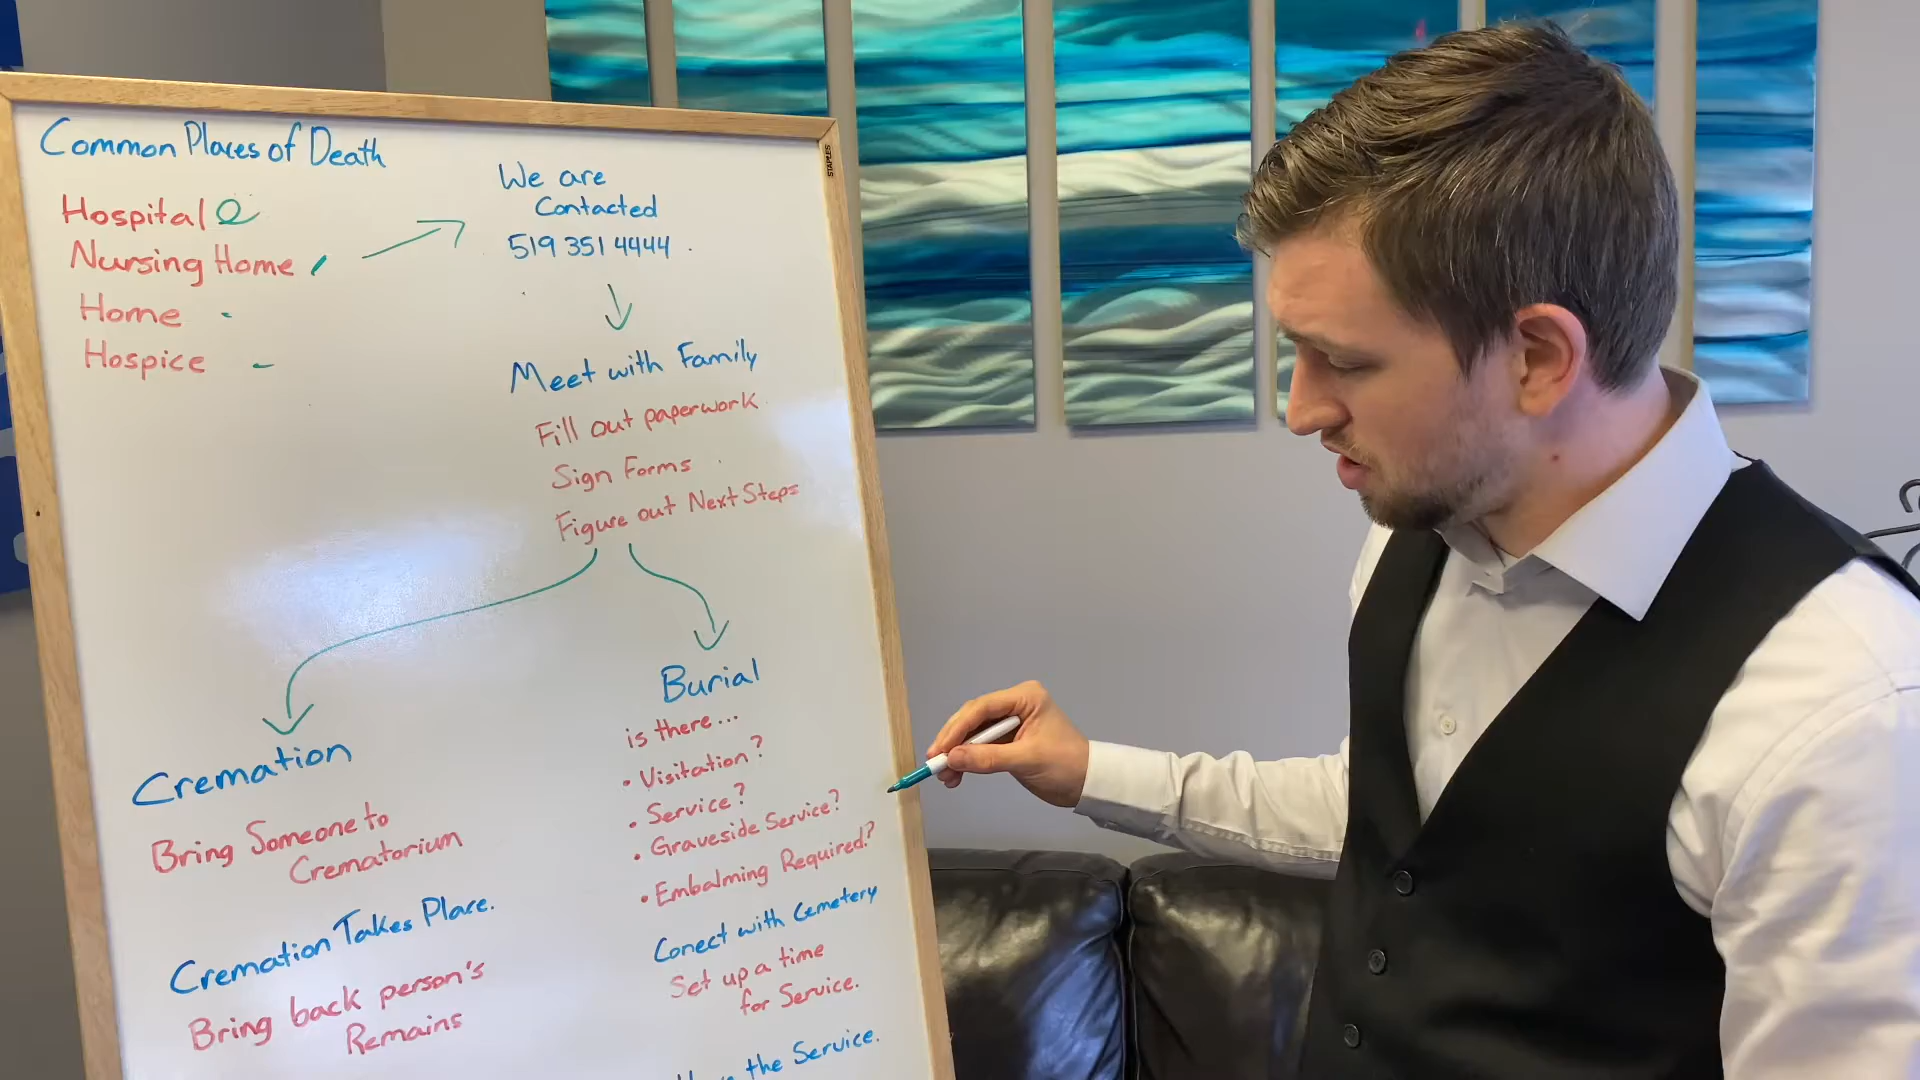 Common Places of Death
Hospital
Nursing Home
Home
Hospice
We are
Contacted
519 351 4444
Meet with Family
Fill out paperwork
Sign Forms
Figure out Next Steps
Cremation
Bring Someone to
Crematorium
Cremation Takes Place.
Bring back person's
Remains
Burial
is there...
• Visitation?
• Service?
• Graveside Service?
• Embalming Required?
Conect with Cemetery
Set up a time
for Service.
the Service.
STAPLES